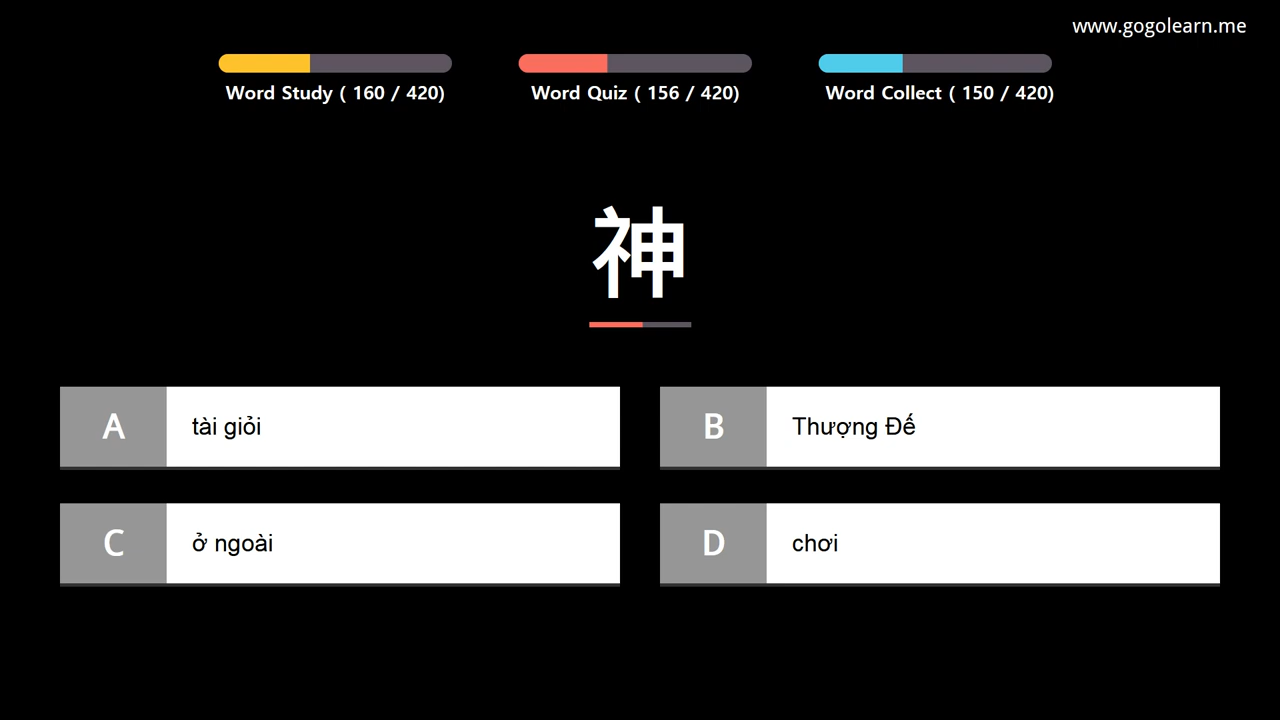 www.gogolearn.me
Word Study ( 160 / 420)
Word Quiz ( 156 / 420)
Word Collect ( 150 / 420)
神
A
tài giỏi
B
Thượng Đế
C
ở ngoài
D
chơi